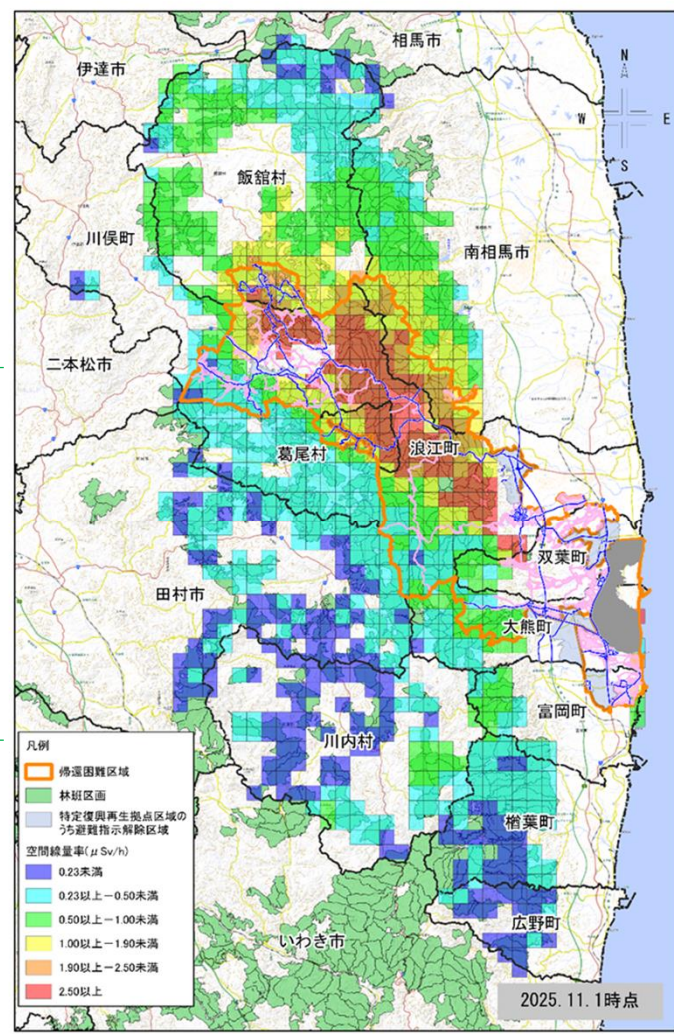 相馬市
伊達市
N
W
E
S
飯舘村
川俣町
南相馬市
二本松市
浪江町
葛尾村
双葉町
田村市
大熊町
富岡町
川内村
楢葉町
広野町
いわき市
凡例
帰還困難区域
林班区画
特定復興再生拠点区域の
うち避難指示解除区域
空間線量率(μSv/h)
0.23未満
0.23以上－0.50未満
0.50以上－1.00未満
1.00以上－1.90未満
1.90以上－2.50未満
2.50以上
2025.11.1時点